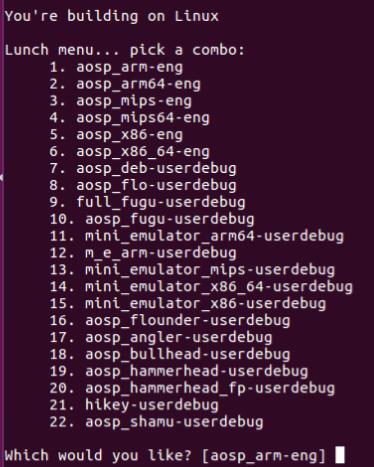 You're building on Linux
Lunch menu... pick a combo:
1. aosp_arm-eng
2. aosp_arm64-eng
3. aosp_mips-eng
4. aosp_mips64-eng
5. aosp_x86-eng
6. aosp_x86_64-eng
7. aosp_deb-userdebug
8. aosp_flo-userdebug
9. full_fugu-userdebug
10. aosp_fugu-userdebug
11. mini_emulator_arm64-userdebug
12. m_e_arm-userdebug
13. mini_emulator_mips-userdebug
14. mini_emulator_x86_64-userdebug
15. mini_emulator_x86-userdebug
16. aosp_flounder-userdebug
17. aosp_angler-userdebug
18. aosp_bullhead-userdebug
19. aosp_hammerhead-userdebug
20. aosp_hammerhead_fp-userdebug
21. hikey-userdebug
22. aosp_shamu-userdebug
Which would you like? [aosp_arm-eng]